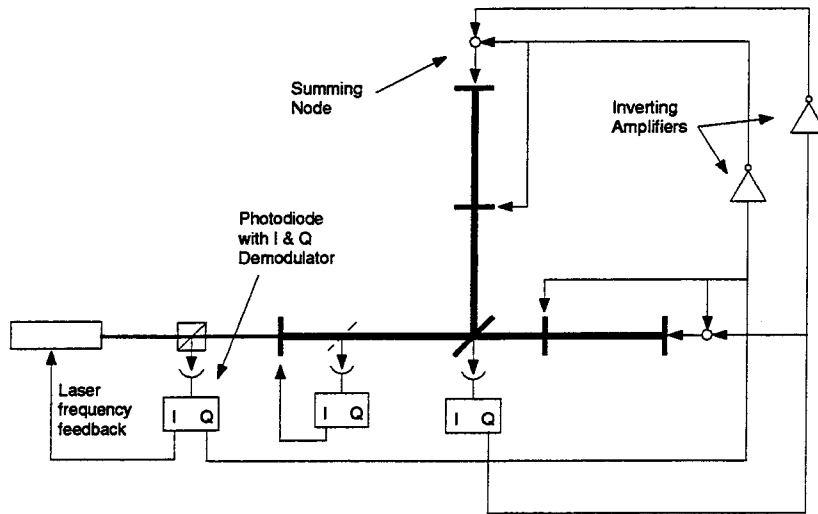 Summing
Node
Inverting
Amplifiers
Photodiode
with I & Q
Demodulator
Laser
frequency
feedback
I Q
I Q
I Q